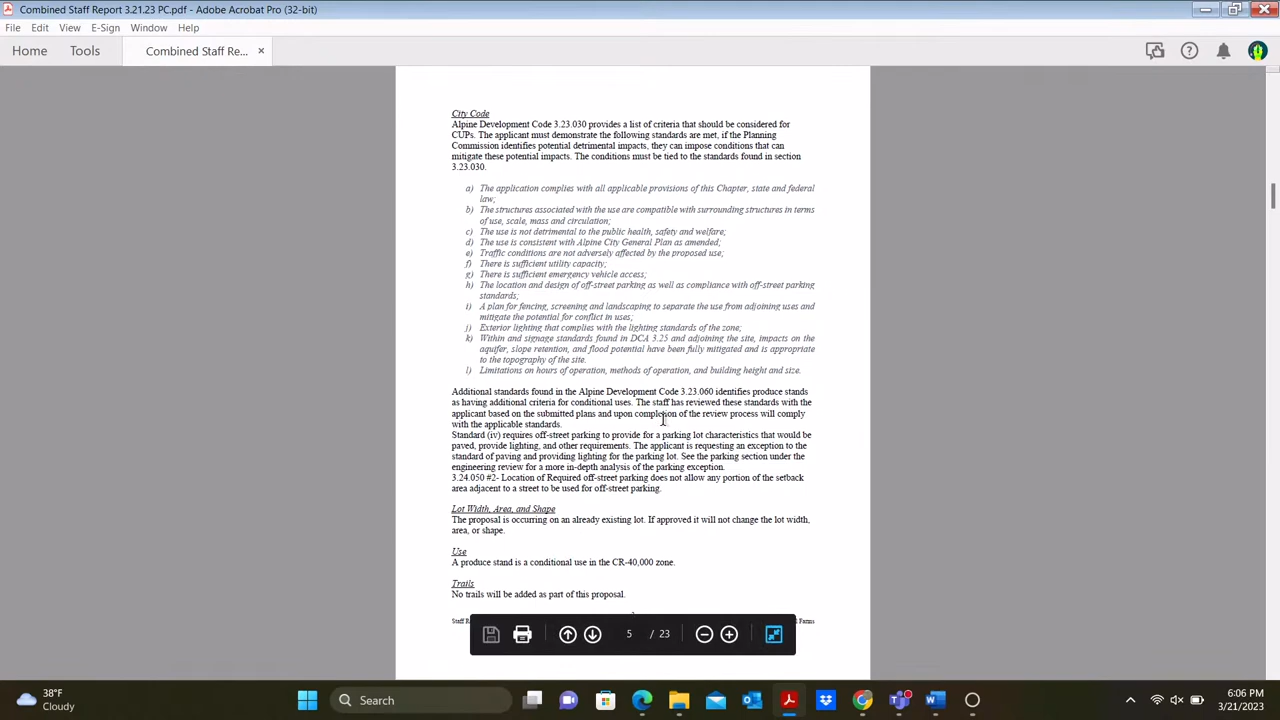 Combined Staff Report 3.21.23 PC.pdf - Adobe Acrobat Pro (32-bit)
File Edit View E-Sign Window Help
Home Tools Combined Staff Re... ×
City Code
Alpine Development Code 3.23.030 provides a list of criteria that should be considered for
CUPs. The applicant must demonstrate the following standards are met, if the Planning
Commission identifies potential detrimental impacts, they can impose conditions that can
mitigate these potential impacts. The conditions must be tied to the standards found in section
3.23.030.
a) The application complies with all applicable provisions of this Chapter, state and federal
law;
b) The structures associated with the use are compatible with surrounding structures in terms
of use, scale, mass and circulation;
c) The use is not detrimental to the public health, safety and welfare;
d) The use is consistent with Alpine City General Plan as amended;
e) Traffic conditions are not adversely affected by the proposed use;
f) There is sufficient utility capacity;
g) There is sufficient emergency vehicle access;
h) The location and design of off-street parking as well as compliance with off-street parking
standards;
i) A plan for fencing, screening and landscaping to separate the use from adjoining uses and
mitigate the potential for conflict in uses;
j) Exterior lighting that complies with the lighting standards of the zone;
k) Within and signage standards found in DCA 3.25 and adjoining the site, impacts on the
aquifer, slope retention, and flood potential have been fully mitigated and is appropriate
to the topography of the site.
l) Limitations on hours of operation, methods of operation, and building height and size.
Additional standards found in the Alpine Development Code 3.23.060 identifies produce stands
as having additional criteria for conditional uses. The staff has reviewed these standards with the
applicant based on the submitted plans and upon completion of the review process will comply
with the applicable standards.
Standard (iv) requires off-street parking to provide for a parking lot characteristics that would be
paved, provide lighting, and other requirements. The applicant is requesting an exception to the
standard of paving and providing lighting for the parking lot. See the parking section under the
engineering review for a more in-depth analysis of the parking exception.
3.24.050 #2- Location of Required off-street parking does not allow any portion of the setback
area adjacent to a street to be used for off-street parking.
Lot Width, Area, and Shape
The proposal is occurring on an already existing lot. If approved it will not change the lot width,
area, or shape.
Use
A produce stand is a conditional use in the CR-40,000 zone.
Trails
No trails will be added as part of this proposal.
Staff Farms
5 / 23
38°F
Cloudy
Search
6:06 PM
3/21/2023